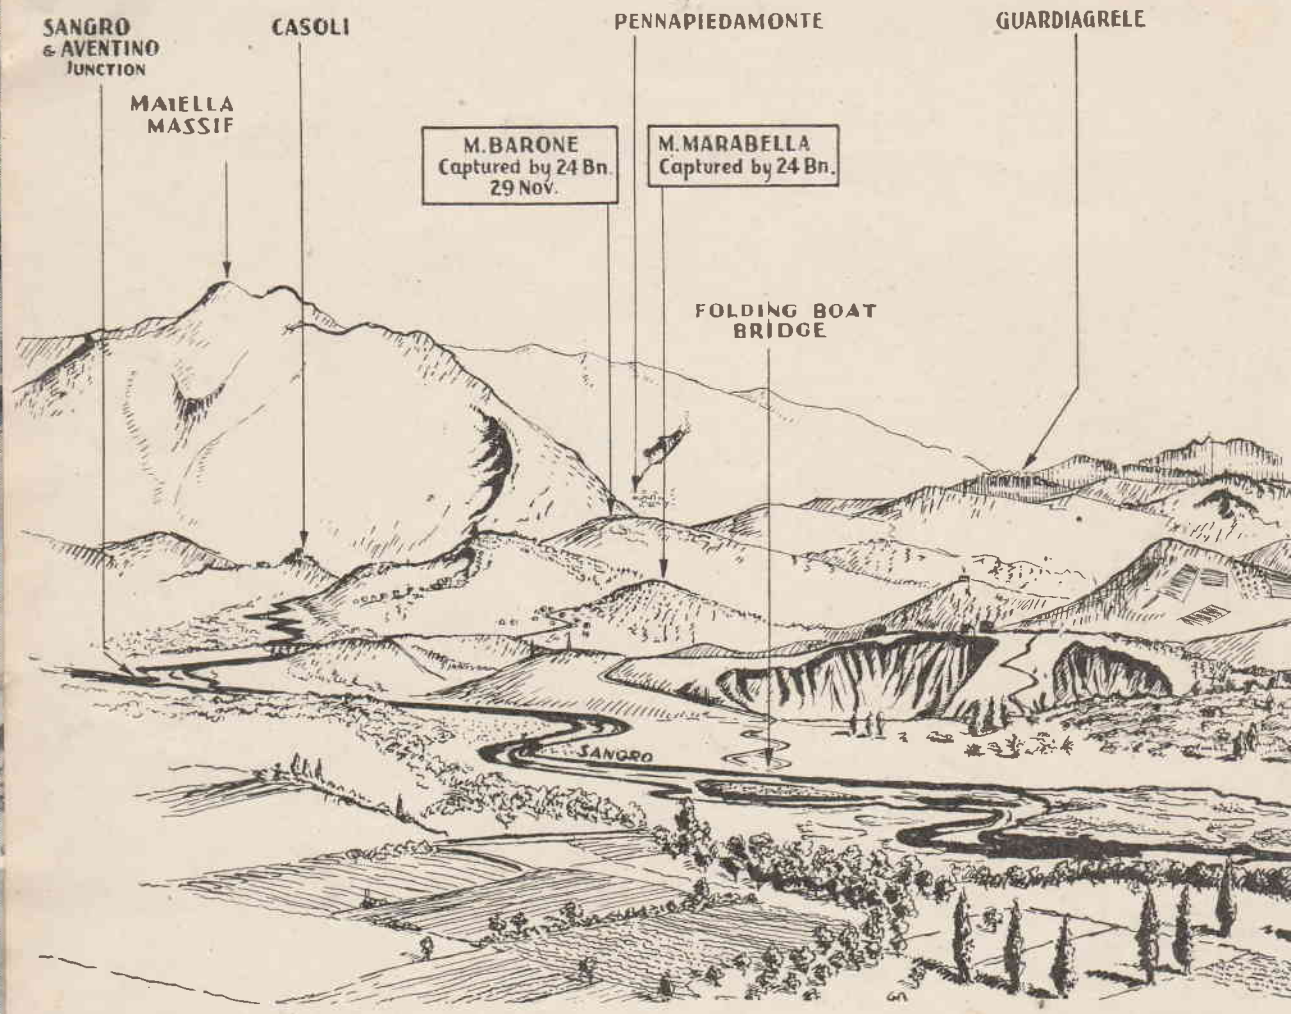 SANGRO
& AVENTINO
JUNCTION
CASOLI
PENNAPIEDAMONTE
GUARDIAGRELE
MAIELLA
MASSIF
M.BARONE
Captured by 24 Bn.
29 Nov.
M.MARABELLA
Captured by 24 Bn.
FOLDING BOAT
BRIDGE
SANGRO